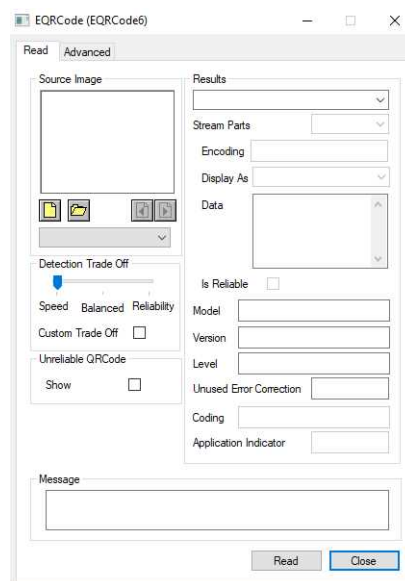 EQRCode (EQRCode6)
Read Advanced
Source Image
Detection Trade Off
Speed Balanced Reliability
Custom Trade Off
Unreliable QRCode
Show
Results
Stream Parts
Encoding
Display As
Data
Is Reliable
Model
Version
Level
Unused Error Correction
Coding
Application Indicator
Message
Read Close